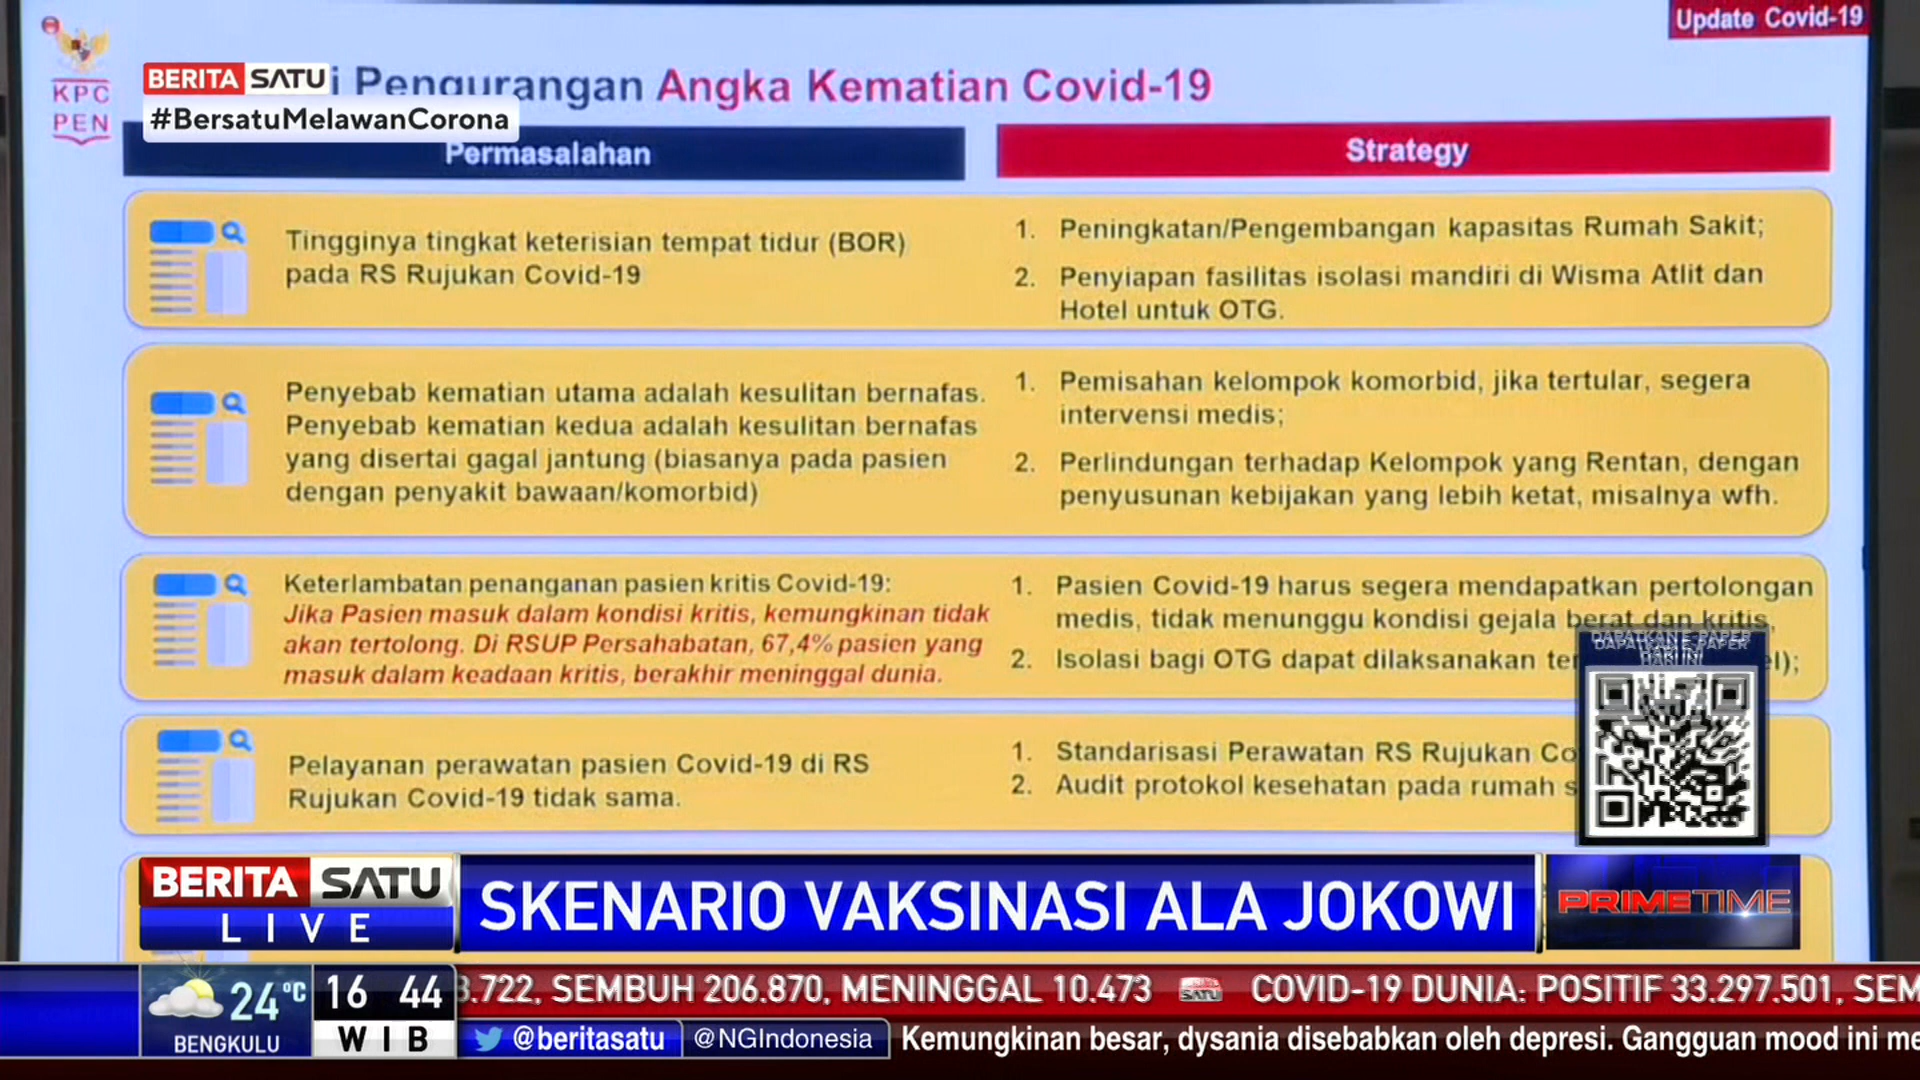 Update Covid-19
KPC
PEN
BERITA SATU
i Pengurangan Angka Kematian Covid-19
#BersatuMelawanCorona
Permasalahan
Strategy
Tingginya tingkat keterisian tempat tidur (BOR)
pada RS Rujukan Covid-19
1. Peningkatan/Pengembangan kapasitas Rumah Sakit;
2. Penyiapan fasilitas isolasi mandiri di Wisma Atlit dan
Hotel untuk OTG.
Penyebab kematian utama adalah kesulitan bernafas.
Penyebab kematian kedua adalah kesulitan bernafas
yang disertai gagal jantung (biasanya pada pasien
dengan penyakit bawaan/komorbid)
1. Pemisahan kelompok komorbid, jika tertular, segera
intervensi medis;
2. Perlindungan terhadap Kelompok yang Rentan, dengan
penyusunan kebijakan yang lebih ketat, misalnya wfh.
Keterlambatan penanganan pasien kritis Covid-19:
Jika Pasien masuk dalam kondisi kritis, kemungkinan tidak
akan tertolong. Di RSUP Persahabatan, 67,4% pasien yang
masuk dalam keadaan kritis, berakhir meninggal dunia.
1. Pasien Covid-19 harus segera mendapatkan pertolongan
medis, tidak menunggu kondisi gejala berat dan kritis,
2. Isolasi bagi OTG dapat dilaksanakan
DAPATKAN E-PAPER
HARI INI
Pelayanan perawatan pasien Covid-19 di RS
Rujukan Covid-19 tidak sama.
1. Standarisasi Perawatan RS Rujukan Co
2. Audit protokol kesehatan pada rumah s
BERITA SATU
LIVE
SKENARIO VAKSINASI ALA JOKOWI
PRIMETIME
24°C
BENGKULU
16 44
WIB
3.722, SEMBUH 206.870, MENINGGAL 10.473 SATU COVID-19 DUNIA: POSITIF 33.297.501, SEM
@beritasatu @NGIndonesia Kemungkinan besar, dysania disebabkan oleh depresi. Gangguan mood ini me